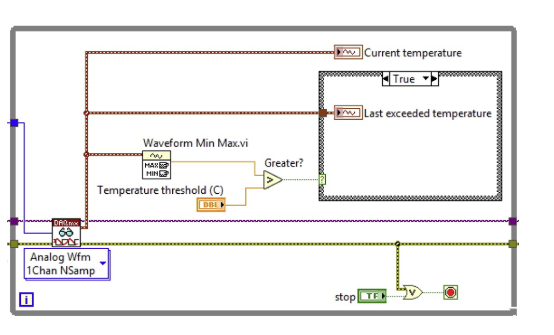 Current temperature
True
Last exceeded temperature
Waveform Min Max.vi
MAX
MIN
Greater?
>
?
Temperature threshold (C)
DBL
DAQmx
Analog Wfm
1Chan NSamp
i
stop
TF
V